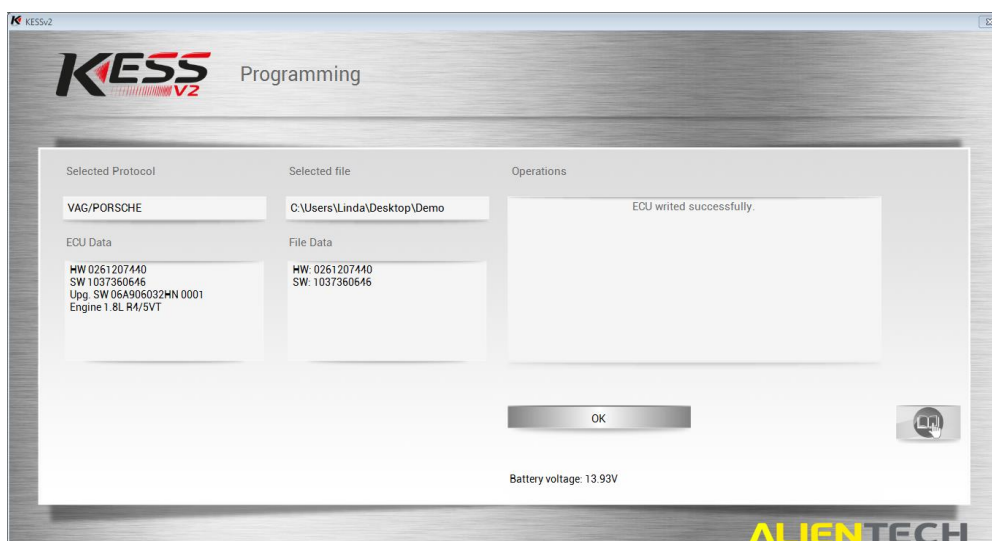 KESSv2
KESS V2
Programming
Selected Protocol
Selected file
Operations
VAG/PORSCHE
C:\Users\Linda\Desktop\Demo
ECU writed successfully.
ECU Data
File Data
HW 0261207440
SW 1037360646
Upg. SW 06A906032HN 0001
Engine 1.8L R4/5VT
HW: 0261207440
SW: 1037360646
OK
Battery voltage: 13.93V
ALIENTECH